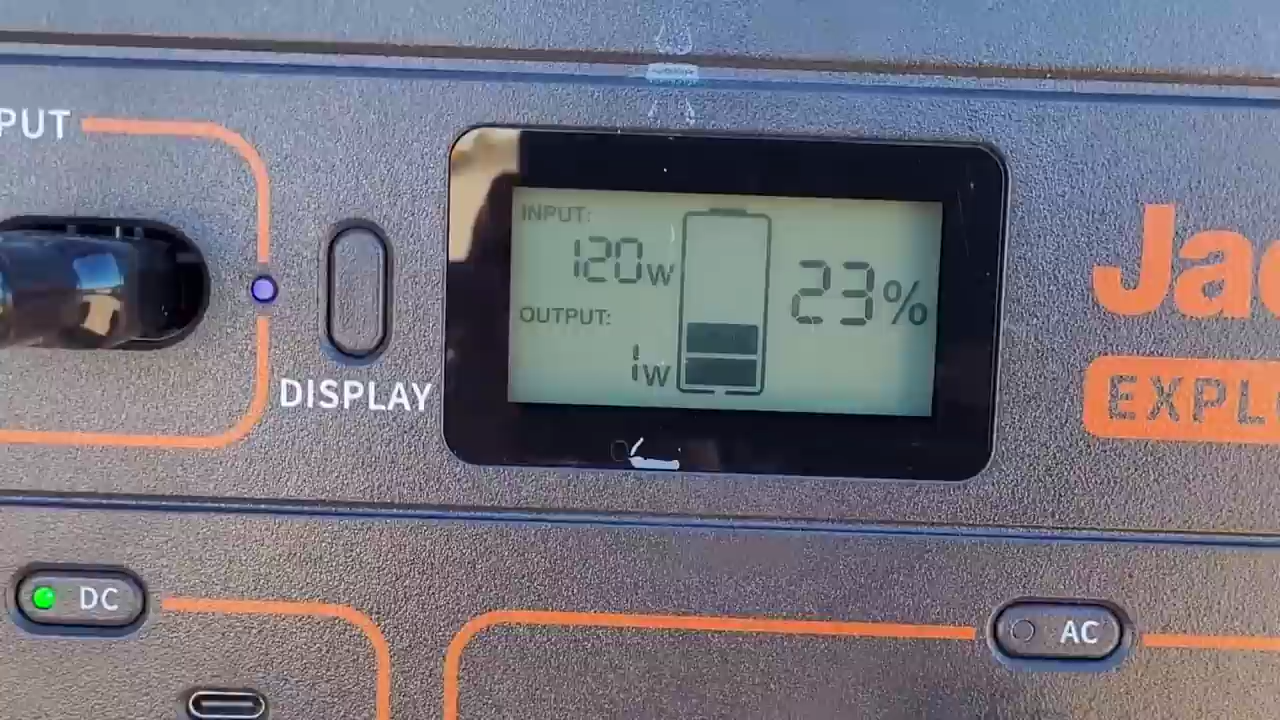 PUT
INPUT:
120W
OUTPUT:
1W
23%
DISPLAY
Jac
EXPL
DC
AC